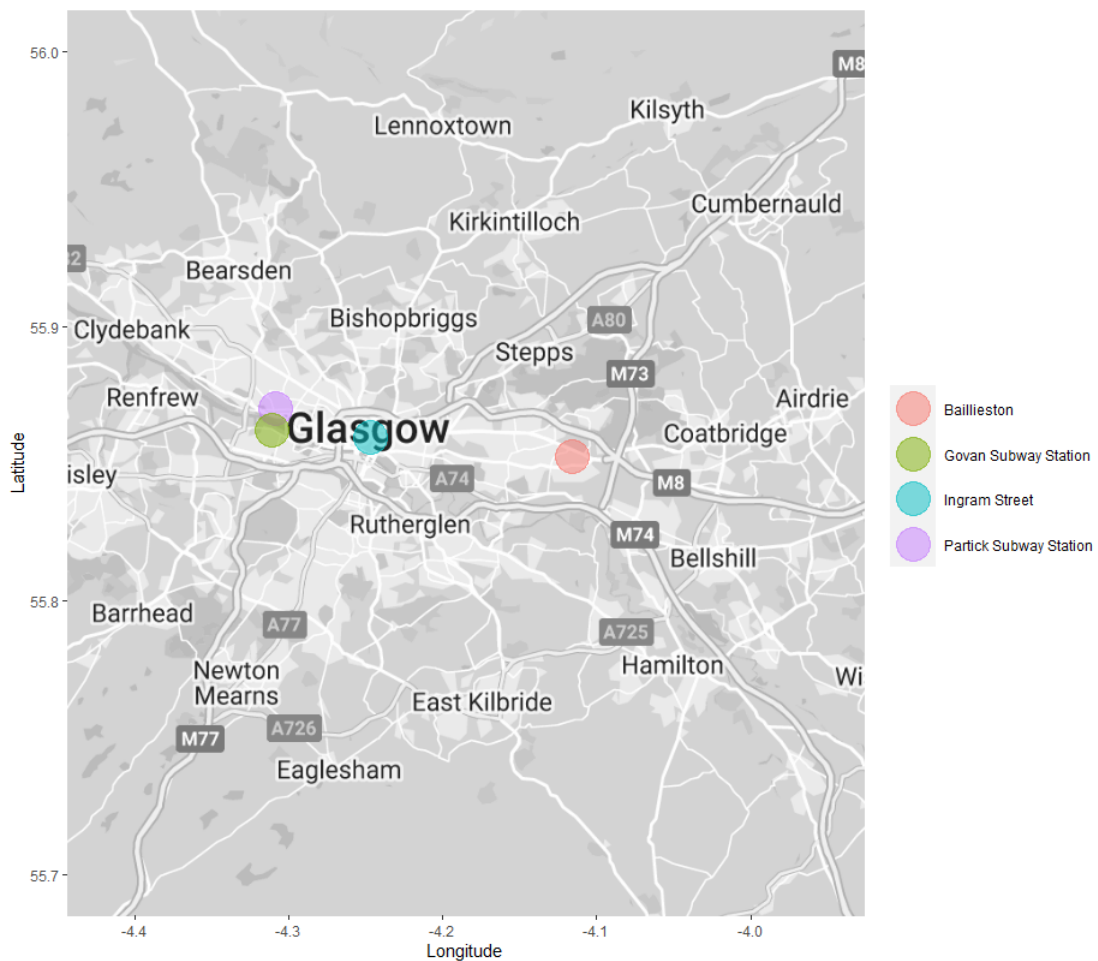 56.0
M8
Kilsyth
Lennoxtown
Cumbernauld
Kirkintilloch
32
Bearsden
55.9
Clydebank
Bishopbriggs
A80
Stepps
M73
Renfrew
Airdrie
Glasgow
Coatbridge
isley
A74
M8
Rutherglen
M74
Bellshill
55.8
Barrhead
A77
A725
Newton
Mearns
Hamilton
Wi
East Kilbride
A726
M77
Eaglesham
55.7
Latitude
-4.4
-4.3
-4.2
-4.1
-4.0
Longitude
Baillieston
Govan Subway Station
Ingram Street
Partick Subway Station